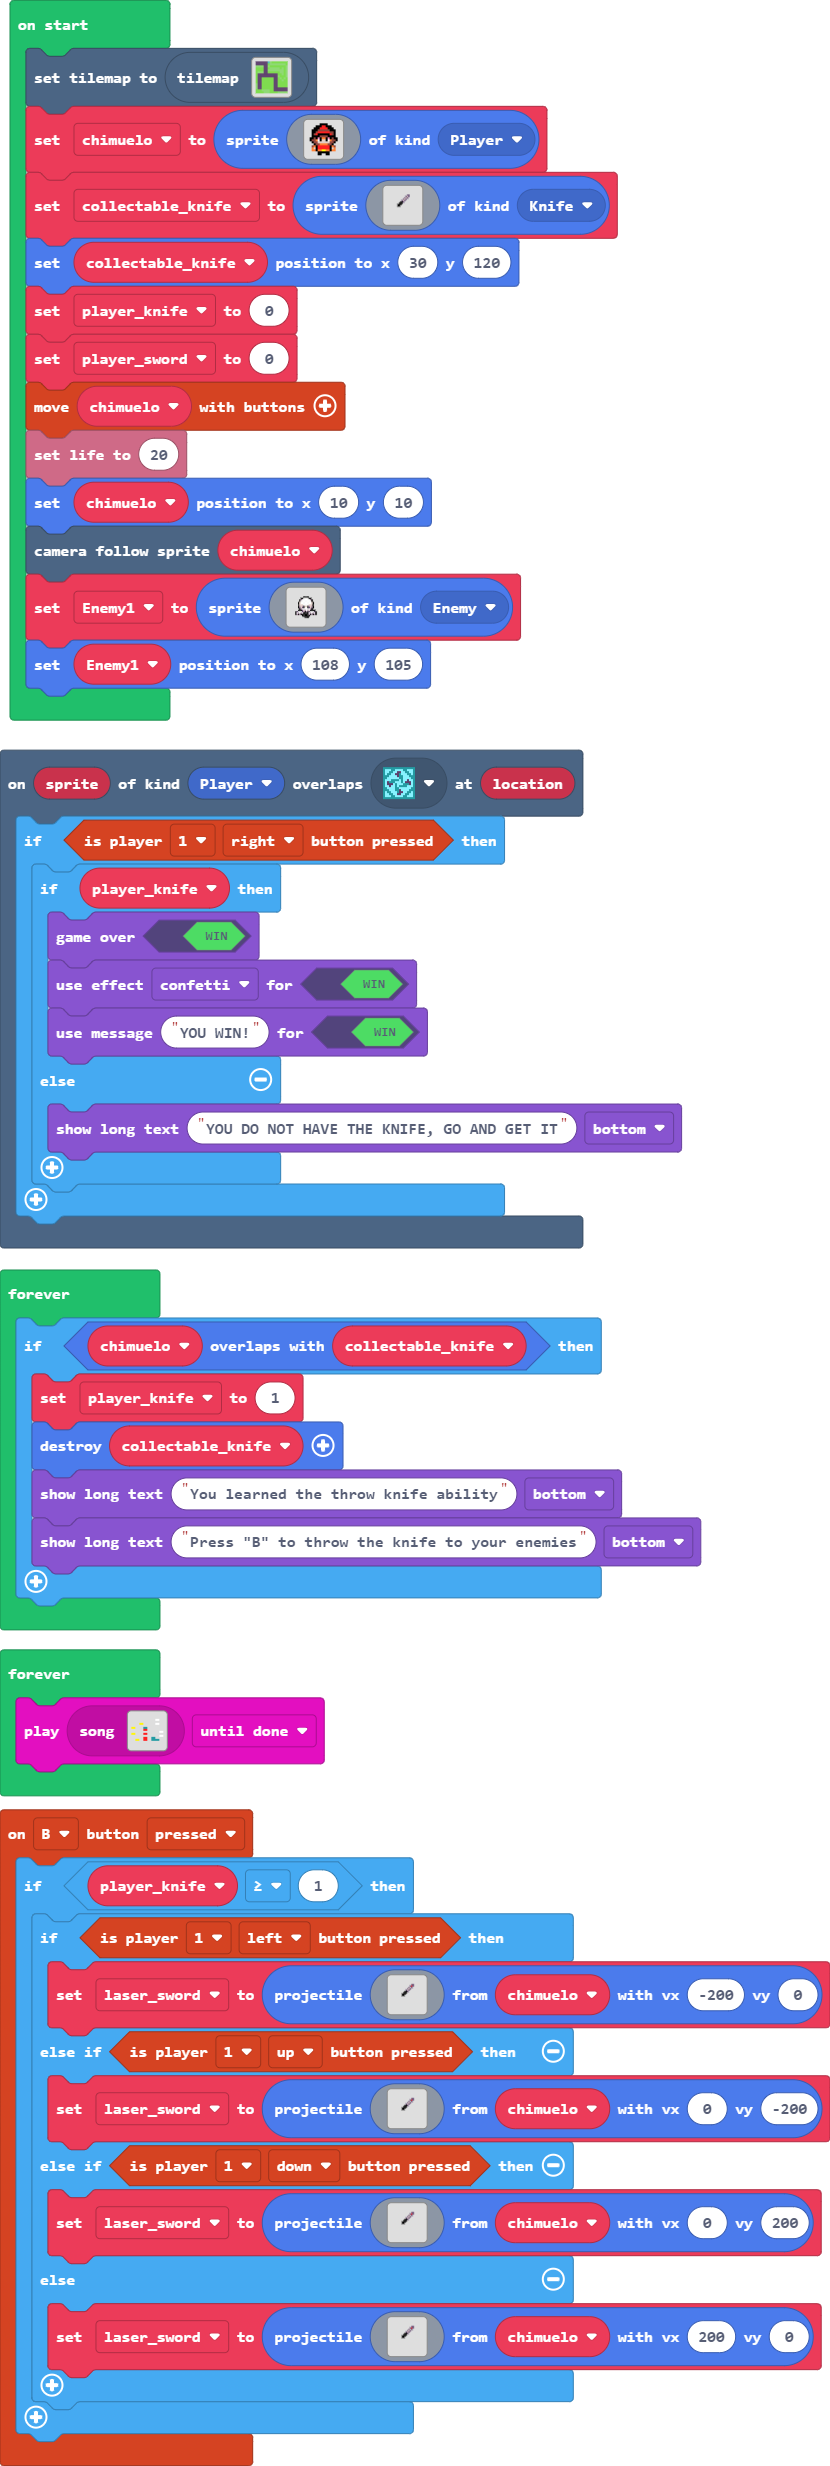 on start
set tilemap to tilemap
set chimuelo to sprite of kind Player
set collectable_knife to sprite of kind Knife
set collectable_knife position to x 30 y 120
set player_knife to 0
set player_sword to 0
move chimuelo with buttons
set life to 20
set chimuelo position to x 10 y 10
camera follow sprite chimuelo
set Enemy1 to sprite of kind Enemy
set Enemy1 position to x 108 y 105
on sprite of kind Player overlaps at location
if is player 1 right button pressed then
if player_knife then
game over WIN
use effect confetti for WIN
use message "YOU WIN!" for WIN
else
show long text "YOU DO NOT HAVE THE KNIFE, GO AND GET IT" bottom
forever
if chimuelo overlaps with collectable_knife then
set player_knife to 1
destroy collectable_knife
show long text "You learned the throw knife ability" bottom
show long text "Press "B" to throw the knife to your enemies" bottom
forever
play song until done
on B button pressed
if player_knife ≥ 1 then
if is player 1 left button pressed then
set laser_sword to projectile from chimuelo with vx -200 vy 0
else if is player 1 up button pressed then
set laser_sword to projectile from chimuelo with vx 0 vy -200
else if is player 1 down button pressed then
set laser_sword to projectile from chimuelo with vx 0 vy 200
else
set laser_sword to projectile from chimuelo with vx 200 vy 0